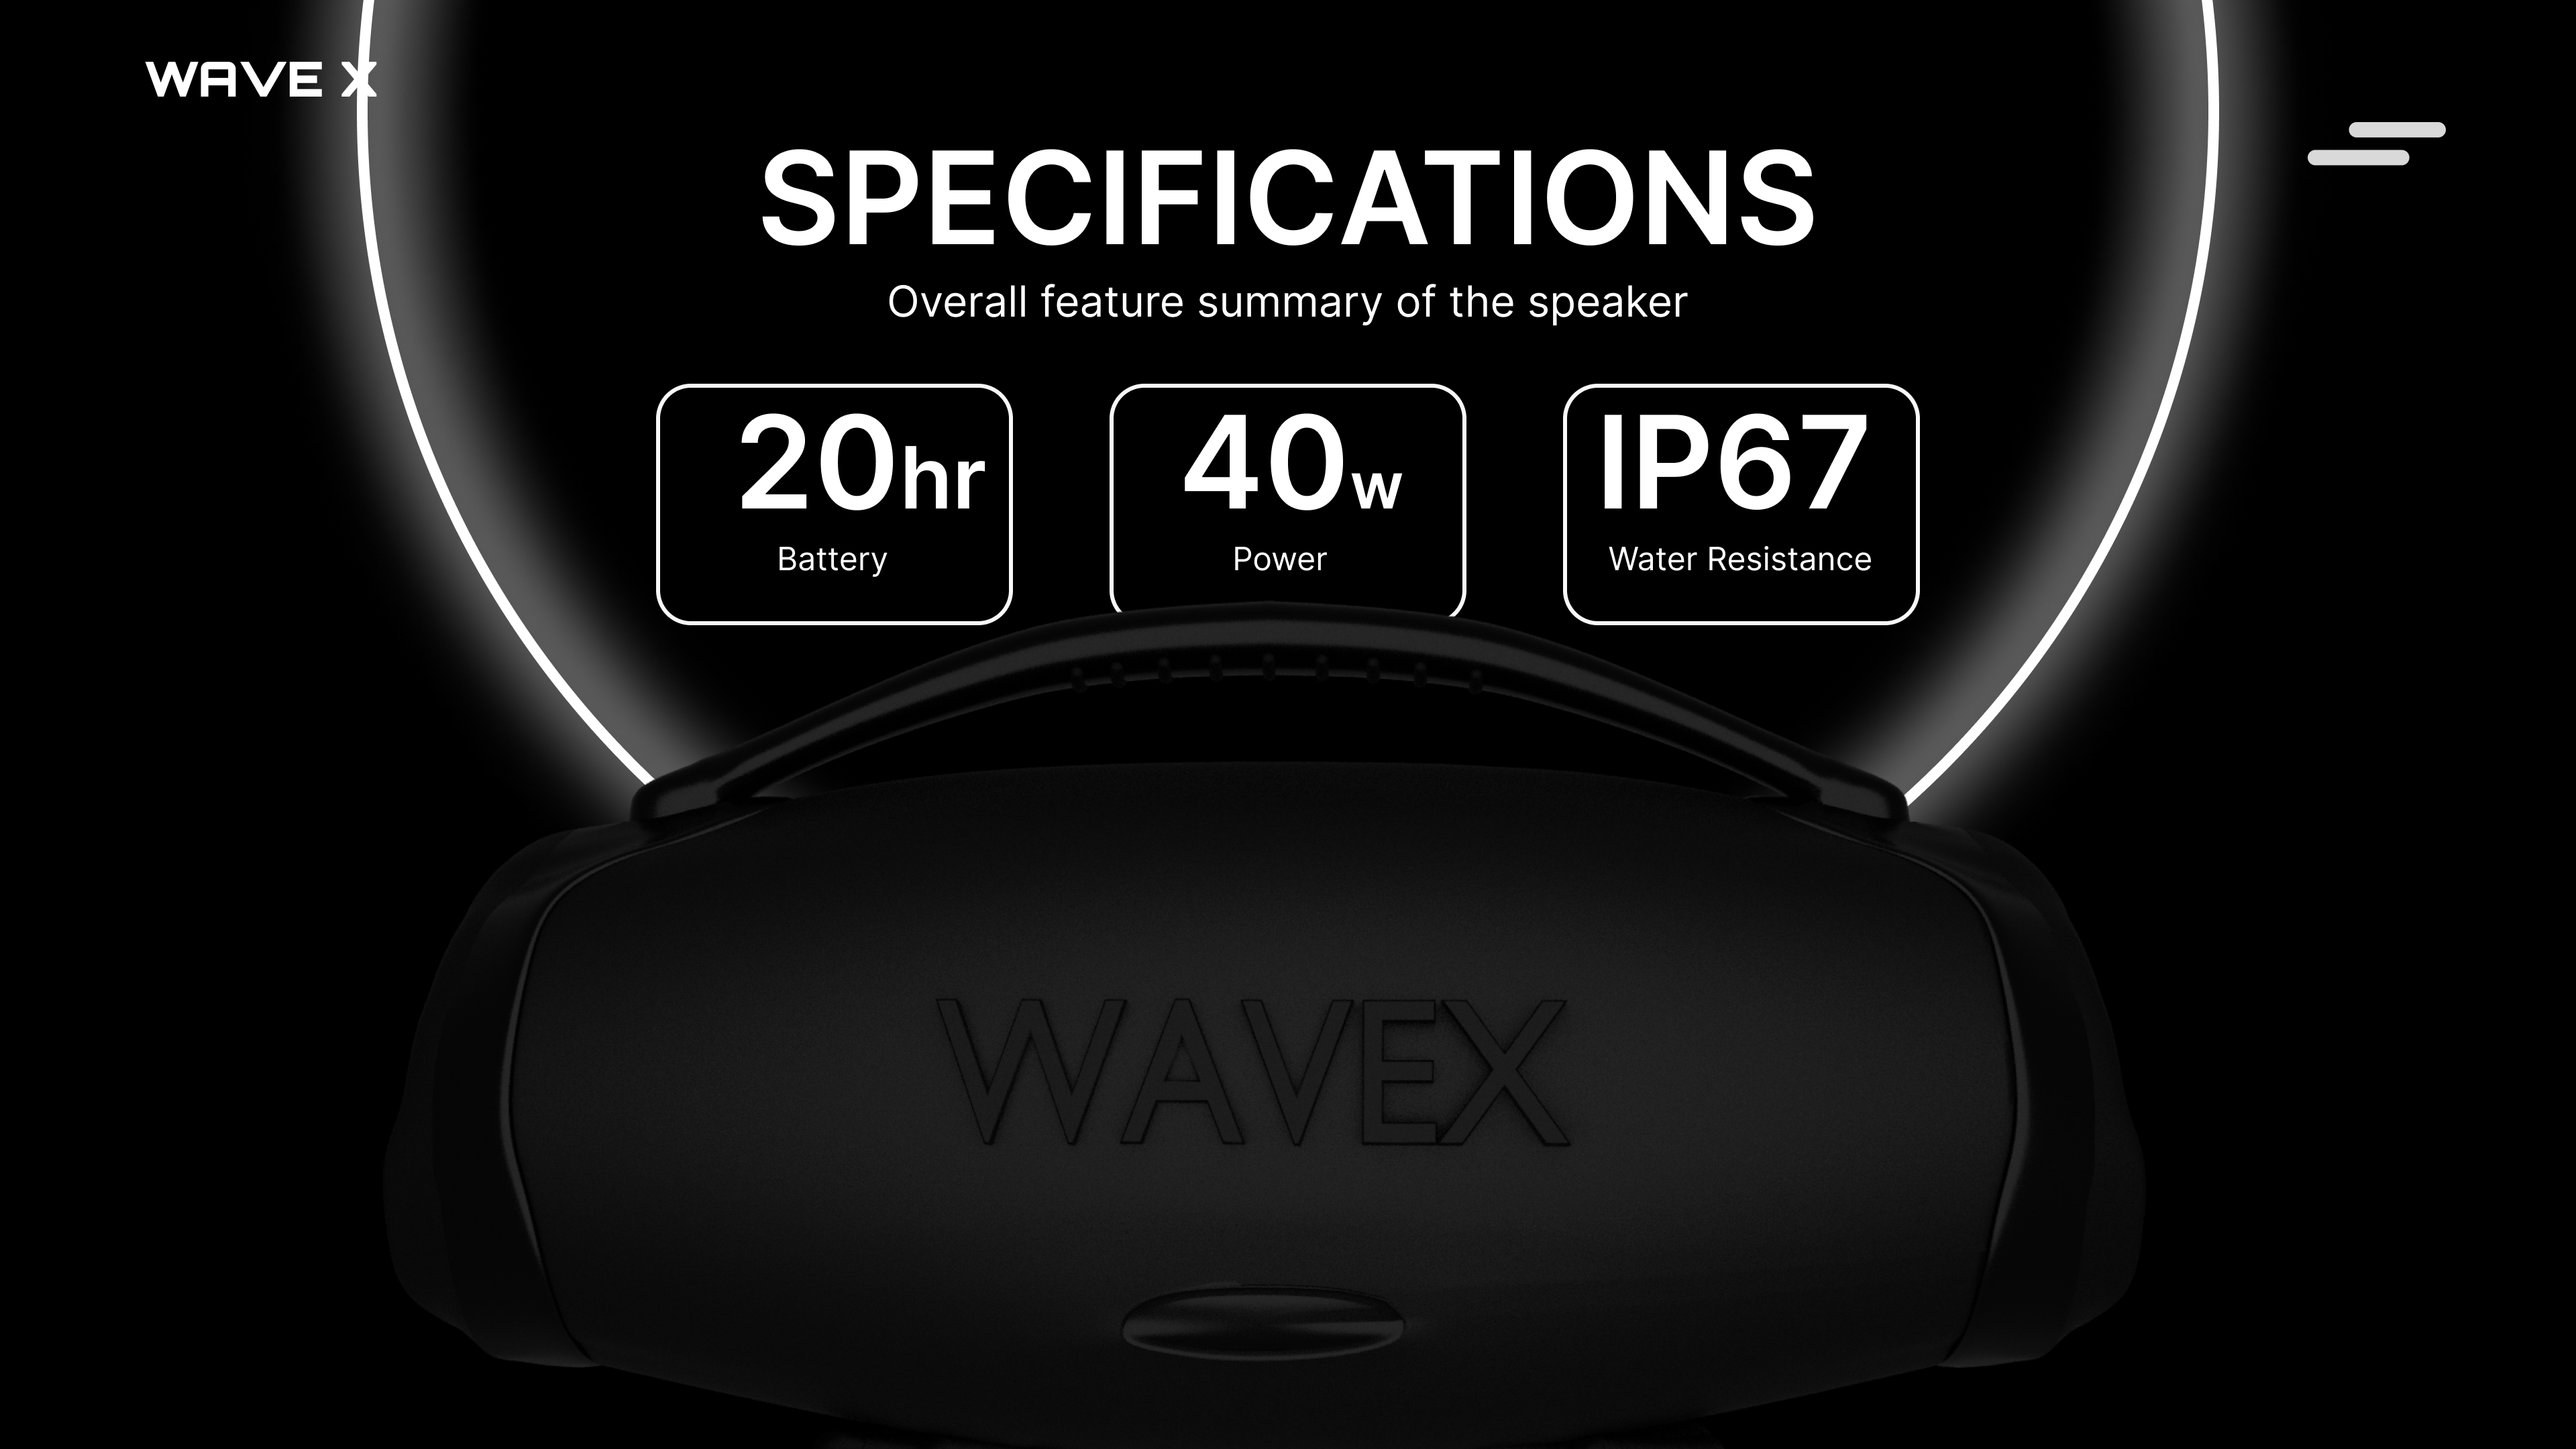 WAVE X
SPECIFICATIONS
Overall feature summary of the speaker
20hr
Battery
40w
Power
IP67
Water Resistance
WAVEX